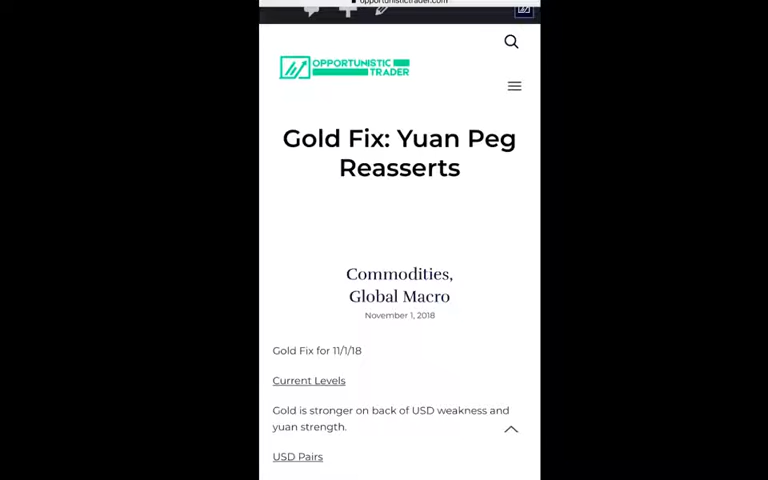 opportunistictrader.com
OPPORTUNISTIC
TRADER
Gold Fix: Yuan Peg
Reasserts
Commodities,
Global Macro
November 1, 2018
Gold Fix for 11/1/18
Current Levels
Gold is stronger on back of USD weakness and
yuan strength.
USD Pairs